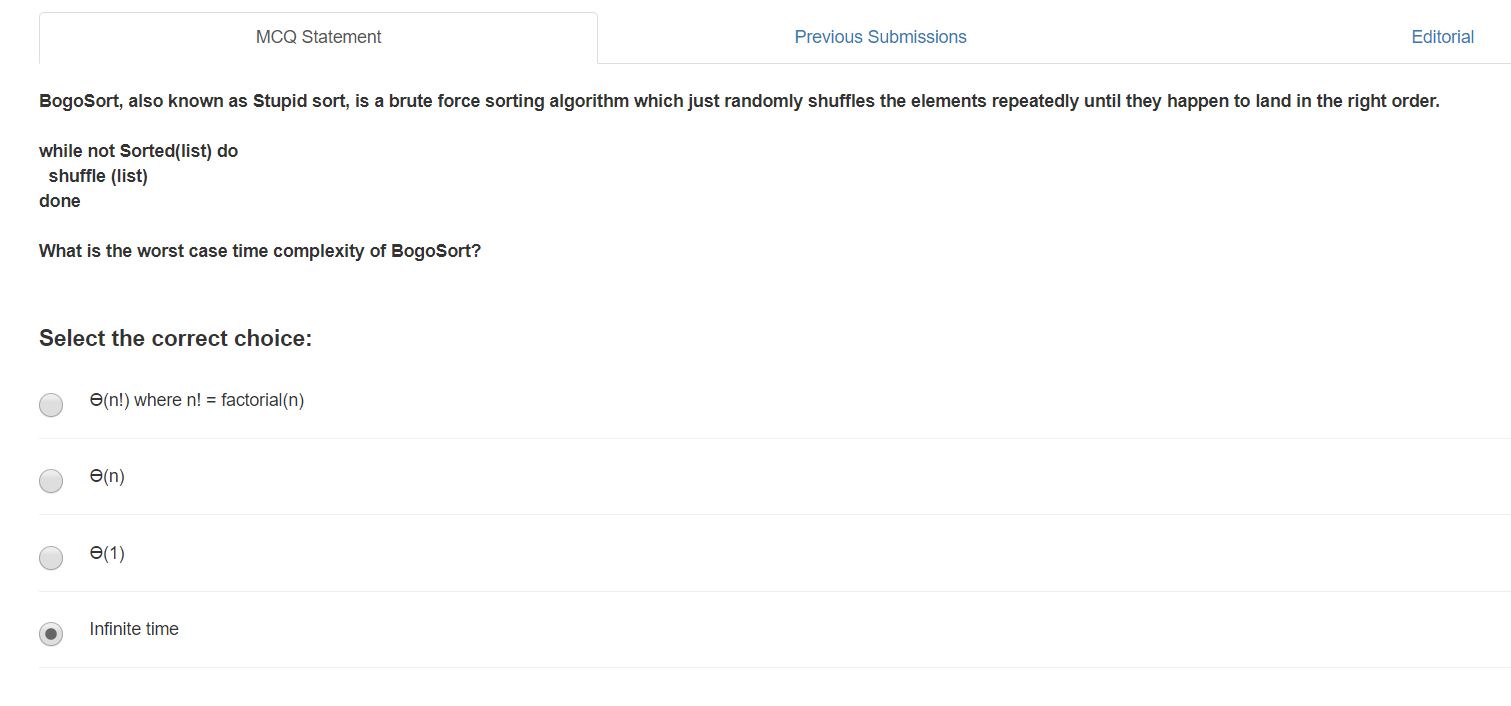 MCQ Statement
Previous Submissions
Editorial
BogoSort, also known as Stupid sort, is a brute force sorting algorithm which just randomly shuffles the elements repeatedly until they happen to land in the right order.
while not Sorted(list) do
shuffle (list)
done
What is the worst case time complexity of BogoSort?
Select the correct choice:
Ɵ(n!) where n! = factorial(n)
Ɵ(n)
Ɵ(1)
Infinite time